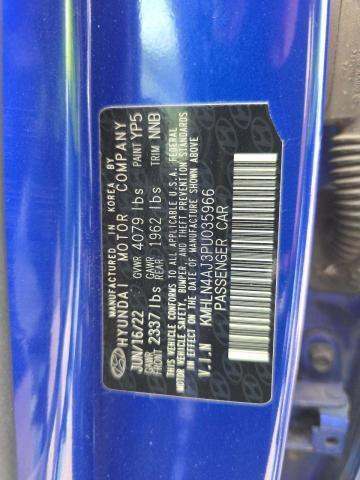 MANUFACTURED IN KOREA BY
HYUNDAI MOTOR COMPANY
JUN/16/22 GVWR 4079 lbs PAINT YP5
GAWR FRONT 2337 lbs GAWR REAR 1962 lbs TRIM NNB
THIS VEHICLE CONFORMS TO ALL APPLICABLE U.S.A. FEDERAL
MOTOR VEHICLE SAFETY, BUMPER, AND THEFT PREVENTION STANDARDS
IN EFFECT ON THE DATE OF MANUFACTURE SHOWN ABOVE.
V.I.N KMHLN4AJ3PU035966
PASSENGER CAR